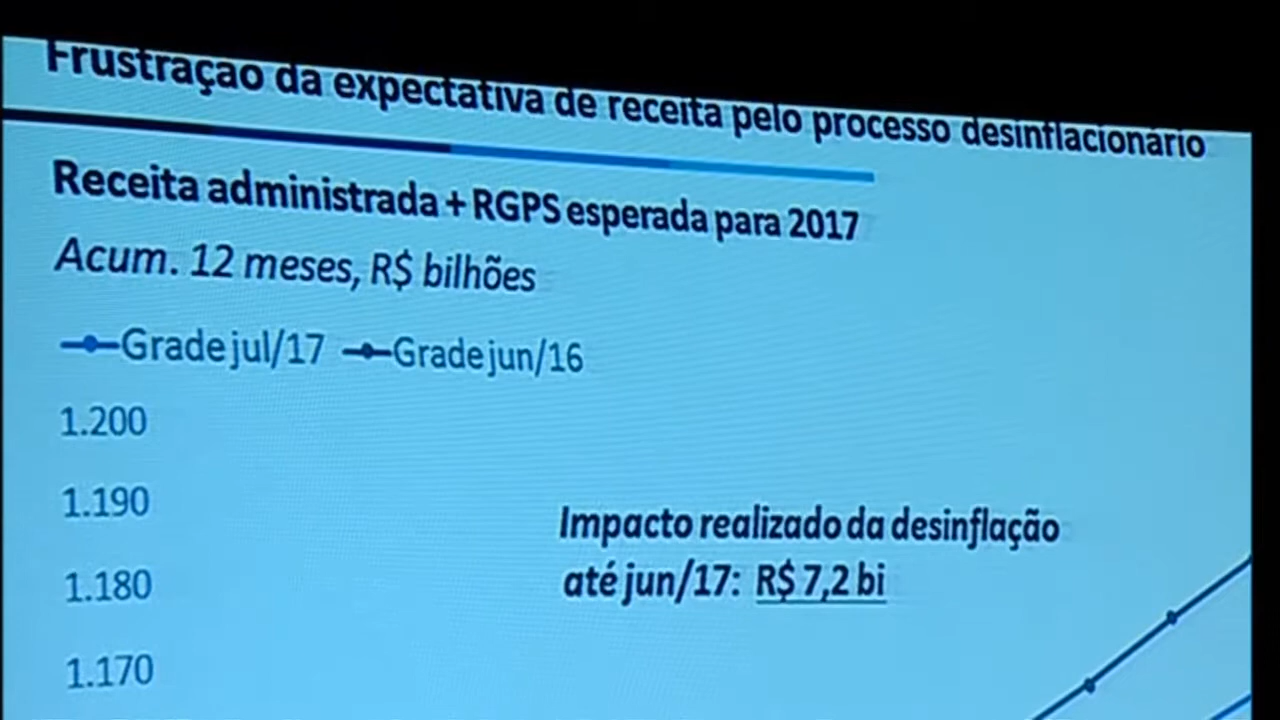 Frustração da expectativa de receita pelo processo desinflacionário
Receita administrada + RGPS esperada para 2017
Acum. 12 meses, R$ bilhões
Grade jul/17 Grade jun/16
1.200
1.190
Impacto realizado da desinflação
até jun/17: R$ 7,2 bi
1.180
1.170